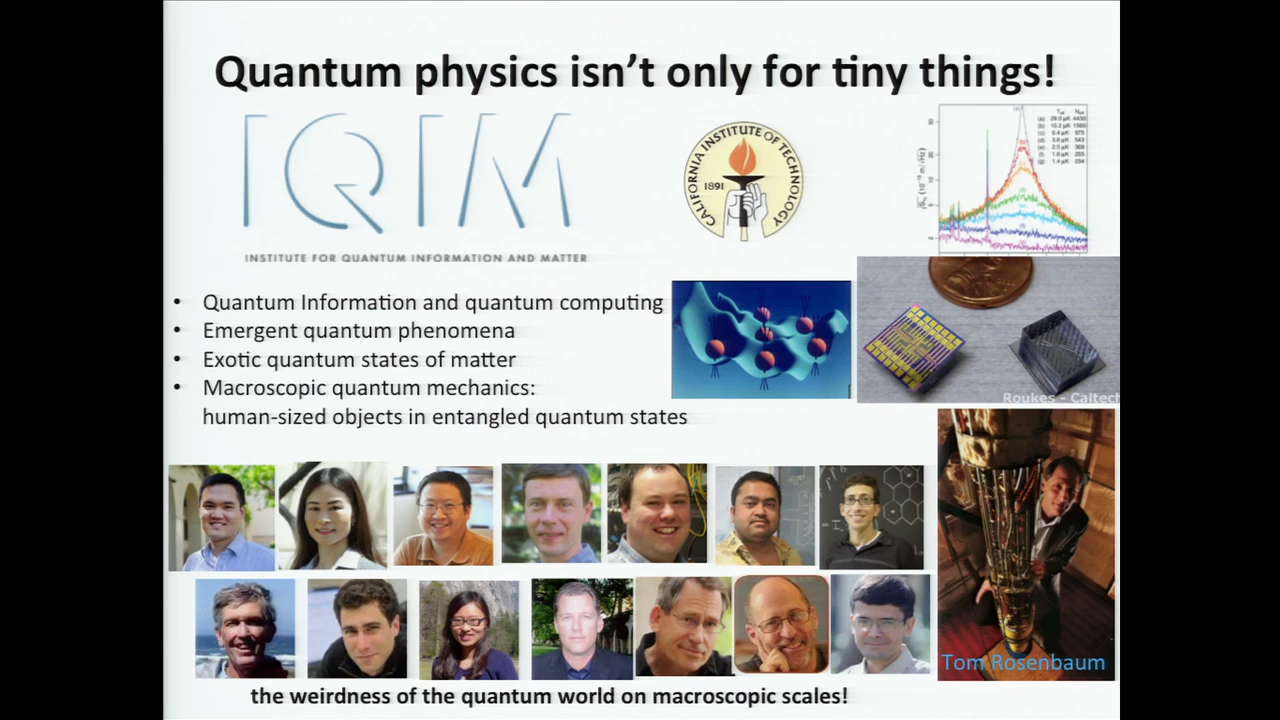 Quantum physics isn't only for tiny things!
IQIM
INSTITUTE FOR QUANTUM INFORMATION AND MATTER
CALIFORNIA INSTITUTE OF TECHNOLOGY
1891
• Quantum Information and quantum computing
• Emergent quantum phenomena
• Exotic quantum states of matter
• Macroscopic quantum mechanics:
human-sized objects in entangled quantum states
Roukes - Caltech
Tom Rosenbaum
the weirdness of the quantum world on macroscopic scales!